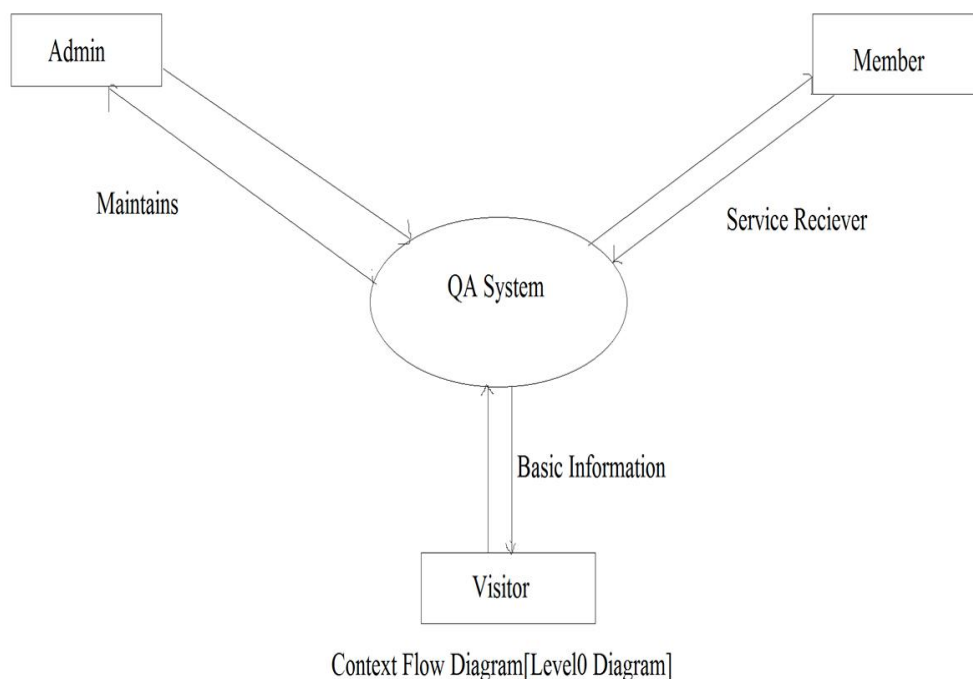 Admin
Member
Maintains
Service Reciever
QA System
Basic Information
Visitor
Context Flow Diagram[Level0 Diagram]